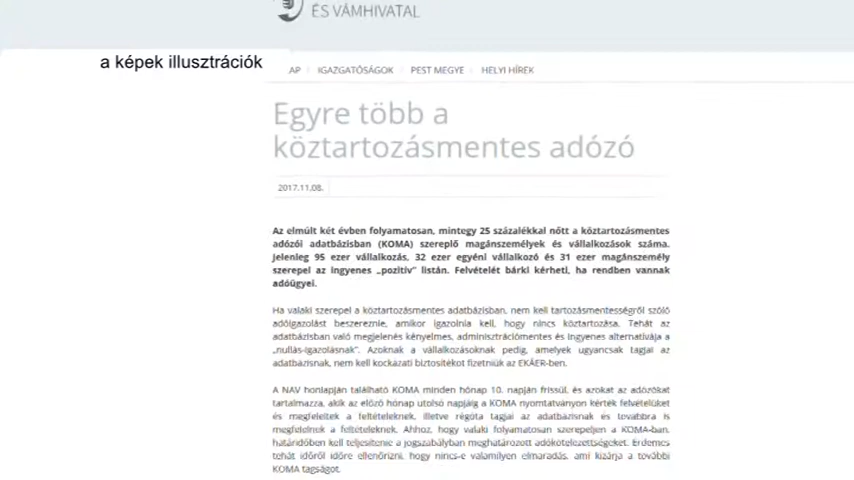 ÉS VÁMHIVATAL
a képek illusztrációk
AP IGAZGATÓSÁGOK PEST MEGYE HELYI HÍREK
Egyre több a
köztartozásmentes adózó
2017.11.08.
Az elmúlt két évben folyamatosan, mintegy 25 százalékkal nőtt a köztartozásmentes
adózói adatbázisban (KOMA) szereplő magánszemélyek és vállalkozások száma.
Jelenleg 95 ezer vállalkozás, 32 ezer egyéni vállalkozó és 31 ezer magánszemély
szerepel az ingyenes „pozitív” listán. Felvételét bárki kérheti, ha rendben vannak
adóügyei.
Ha valaki szerepel a köztartozásmentes adatbázisban, nem kell tartozásmentességről szóló
adóigazolást beszereznie, amikor igazolnia kell, hogy nincs köztartozása. Tehát az
adatbázisban való megjelenés kényelmes, adminisztrációmentes és ingyenes alternatívája a
„nullás-igazolásnak”. Azoknak a vállalkozásoknak pedig, amelyek ugyancsak tagjai az
adatbázisnak, nem kell kockázati biztosítékot fizetniük az EKÁER-ben.
A NAV honlapján található KOMA minden hónap 10. napján frissül, és azokat az adózókat
tartalmazza, akik az előző hónap utolsó napjáig a KOMA nyomtatványon kérték felvételüket
és megfeleltek a feltételeknek, illetve régóta tagjai az adatbázisnak és továbbra is
megfelelnek a feltételeknek. Ahhoz, hogy valaki folyamatosan szerepeljen a KOMA-ban,
határidőben kell teljesítenie a jogszabályban meghatározott adókötelezettségeket. Érdemes
tehát időről időre ellenőrizni, hogy nincs-e valamilyen elmaradás, ami kizárja a további
KOMA tagságot.